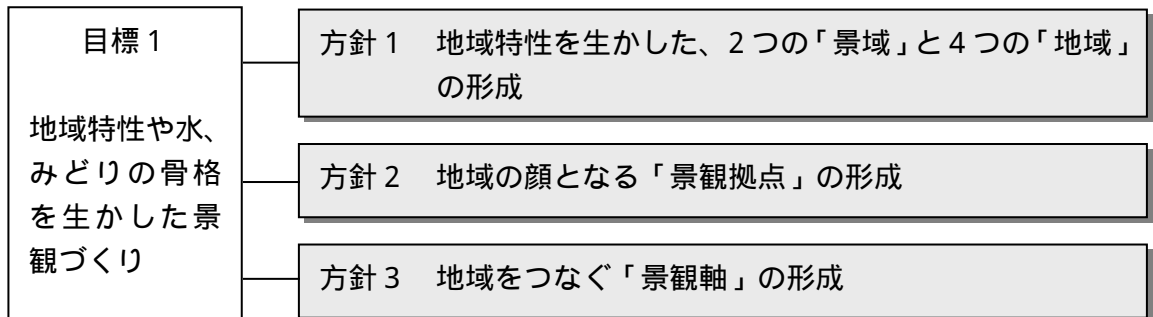 目標1
地域特性や水、
みどりの骨格
を生かした景
観づくり
方針1 地域特性を生かした、2つの「景域」と4つの「地域」
の形成
方針2 地域の顔となる「景観拠点」の形成
方針3 地域をつなぐ「景観軸」の形成